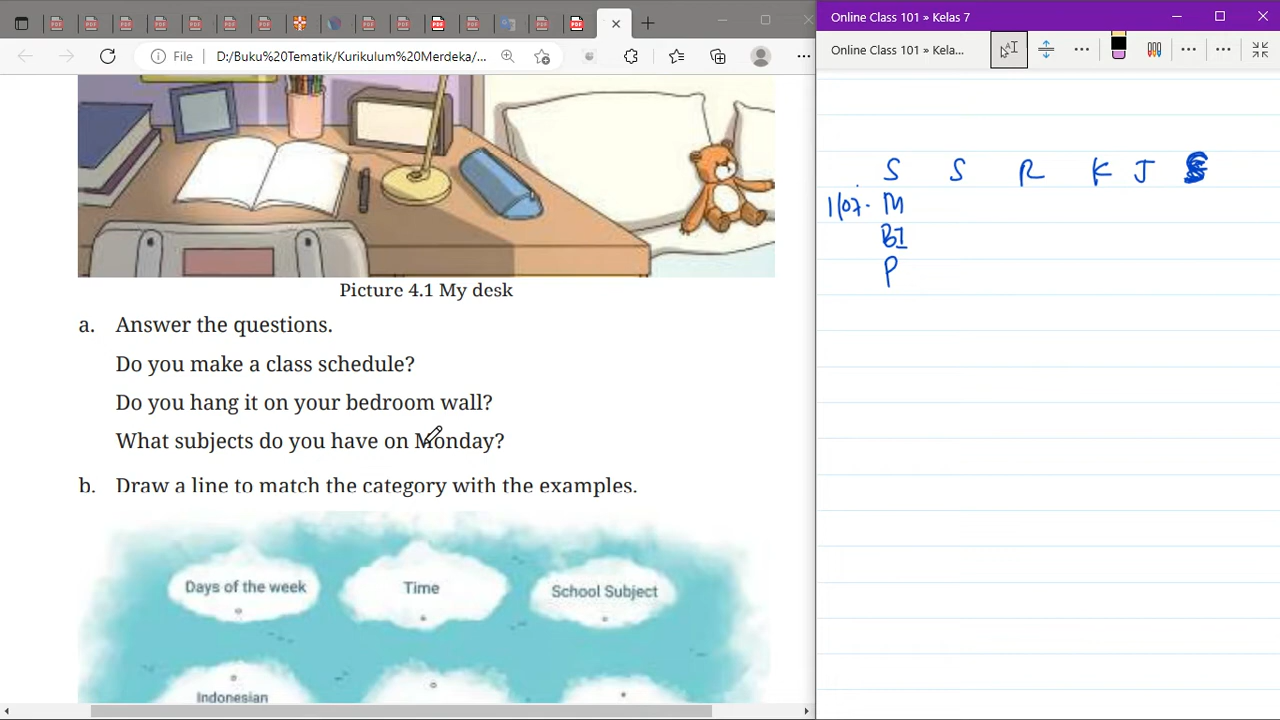 File D:/Buku%20Tematik/Kurikulum%20Merdeka/...
Picture 4.1 My desk
a. Answer the questions.
Do you make a class schedule?
Do you hang it on your bedroom wall?
What subjects do you have on Monday?
b. Draw a line to match the category with the examples.
Days of the week
Time
School Subject
Indonesian
Online Class 101 » Kelas 7
Online Class 101 » Kela...
S S R K J
M
BI
P